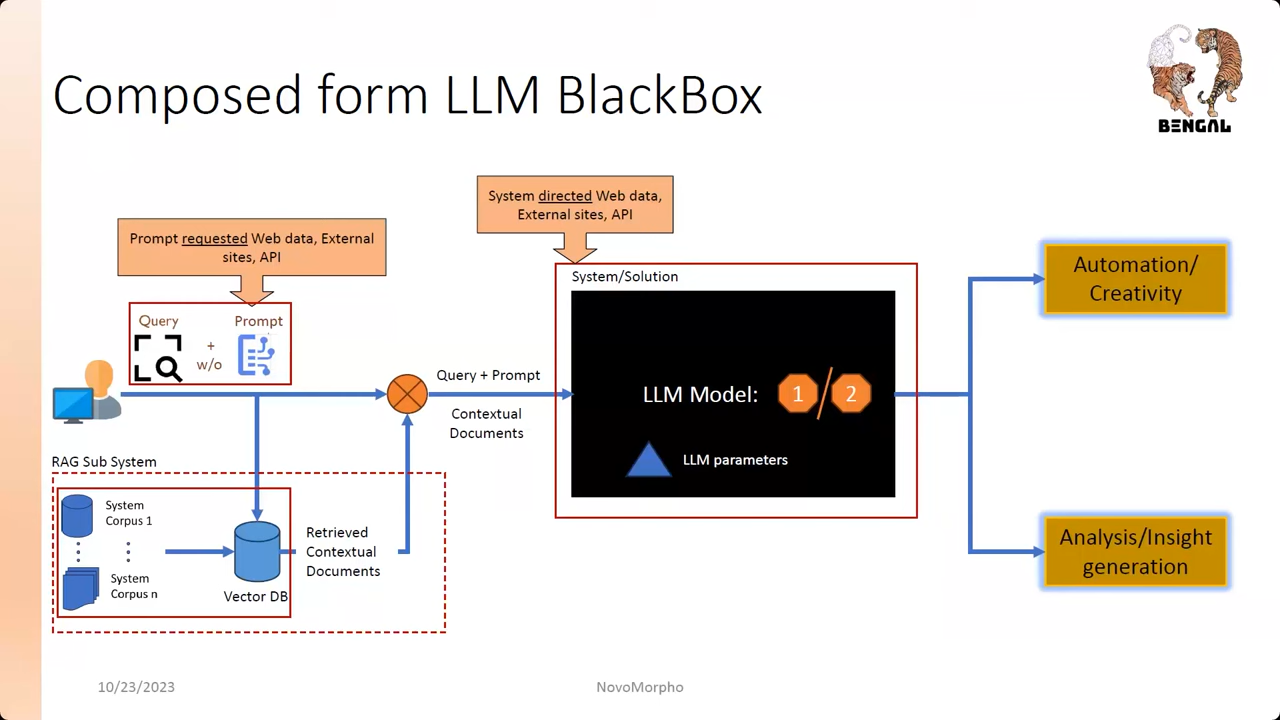 Composed form LLM BlackBox
BENGAL
System directed Web data,
External sites, API
Prompt requested Web data, External
sites, API
System/Solution
Automation/
Creativity
Query
Prompt
+
w/o
Query + Prompt
Contextual
Documents
LLM Model: 1 / 2
LLM parameters
RAG Sub System
System
Corpus 1
System
Corpus n
Retrieved
Contextual
Documents
Vector DB
Analysis/Insight
generation
10/23/2023
NovoMorpho